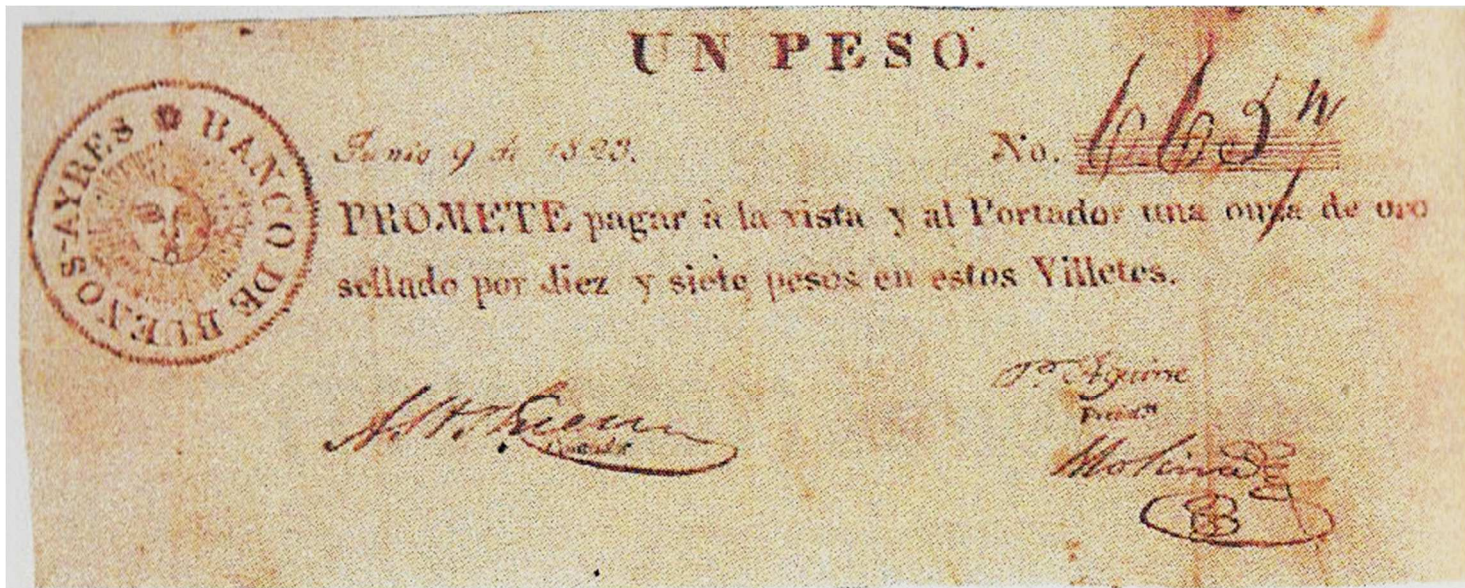 UN PESO.
BANCO DE BUENOS-AYRES
Junio 9 de 1823.
No.
PROMETE pagar à la vista y al Portador una onza de oro
sellado por diez y siete pesos en estos Villetes.
Aguirre
Molina